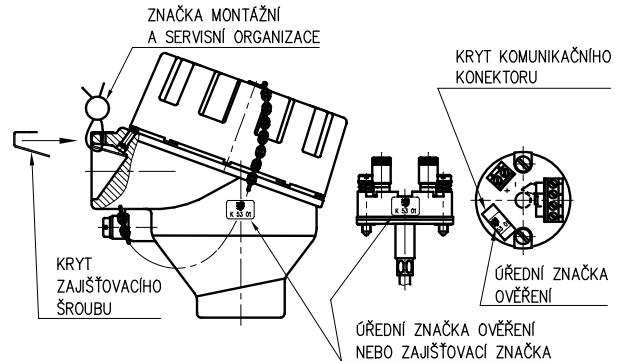 ZNAČKA MONTÁŽNÍ
A SERVISNÍ ORGANIZACE
KRYT KOMUNIKAČNÍHO
KONEKTORU
K 53 01
K 53 01
KRYT
ZAJIŠŤOVACÍHO
ŠROUBU
ÚŘEDNÍ ZNAČKA
OVĚŘENÍ
ÚŘEDNÍ ZNAČKA OVĚŘENÍ
NEBO ZAJIŠŤOVACÍ ZNAČKA